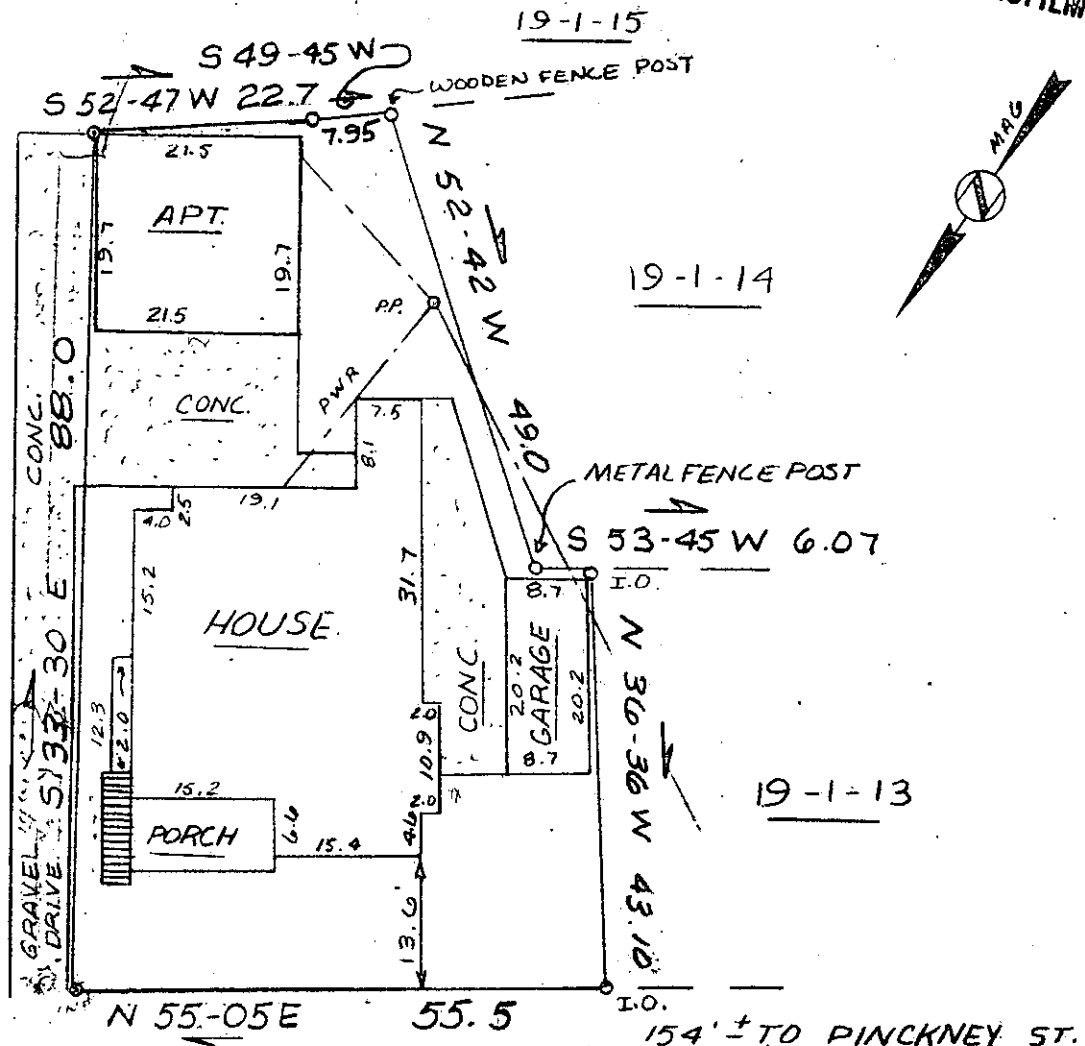 19-1-15
S 49-45 W
WOODEN FENCE POST
S 52-47 W 22.7
7.95
21.5
MAG
N 52-42 W 49.0
APT.
19.7
19.7
19-1-14
21.5
P.P.
CONC.
CONC.
PWR
7.5
8.1
METAL FENCE POST
19.1
4.0
2.5
S 53-45 W 6.07
I.O.
8.7
15.2
31.7
HOUSE
S 33-30 E 88.0
CONC.
20.2
GARAGE
20.2
N 36-36 W 43.10
12.3
2.0
2.0
10.9
8.7
19-1-13
15.2
2.0
PORCH
6.6
4.6
15.4
GRAVEL
DRIVE
13.6'
I.O.
N 55-05 E 55.5
154' ± TO PINCKNEY ST.